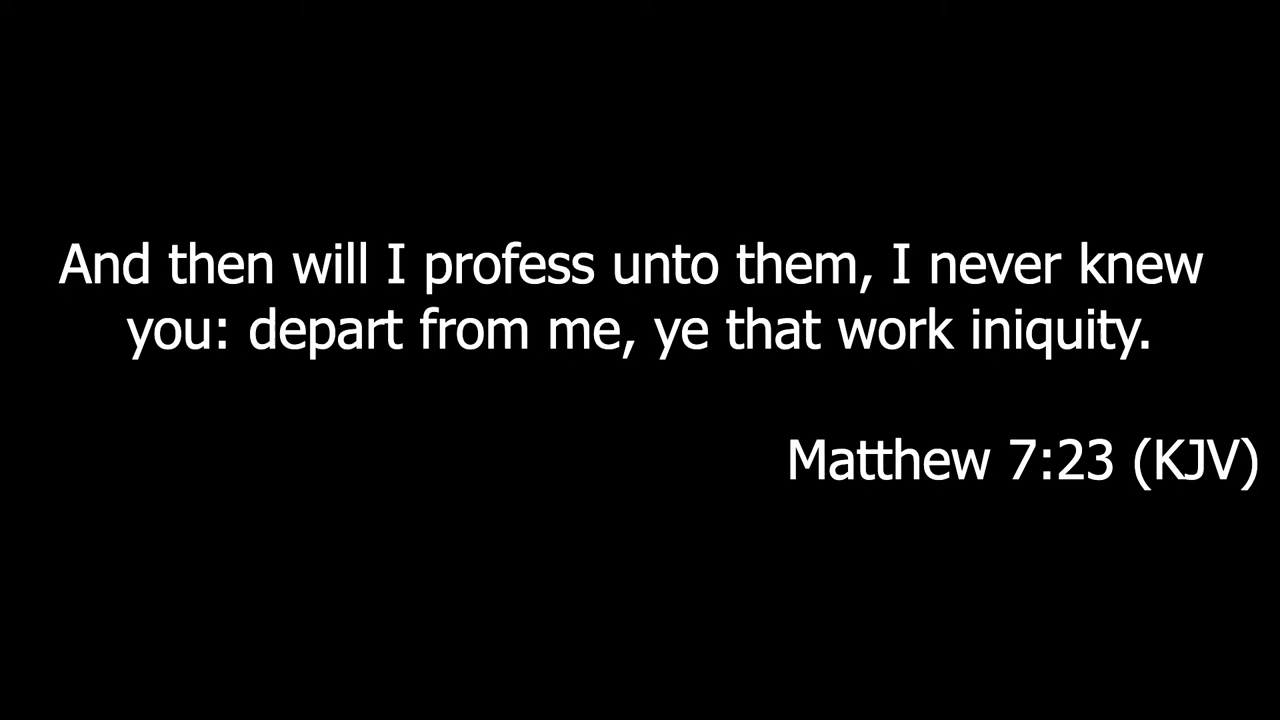 And then will I profess unto them, I never knew
you: depart from me, ye that work iniquity.
Matthew 7:23 (KJV)